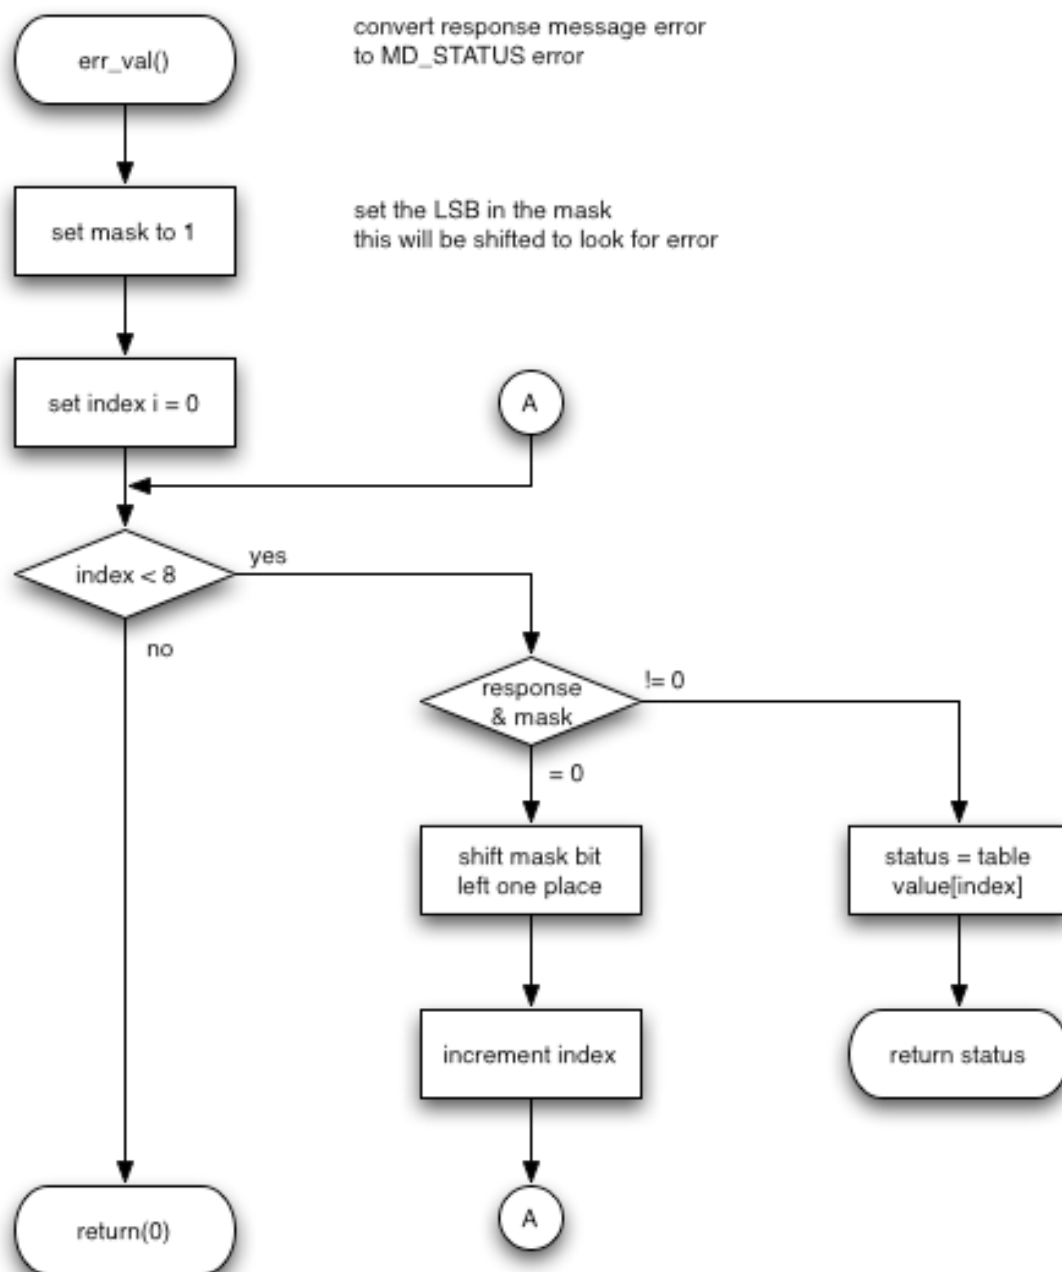 err_val()
convert response message error
to MD_STATUS error
set mask to 1
set the LSB in the mask
this will be shifted to look for error
set index i = 0
A
index < 8
yes
no
response
& mask
!= 0
= 0
shift mask bit
left one place
status = table
value[index]
increment index
return status
return(0)
A